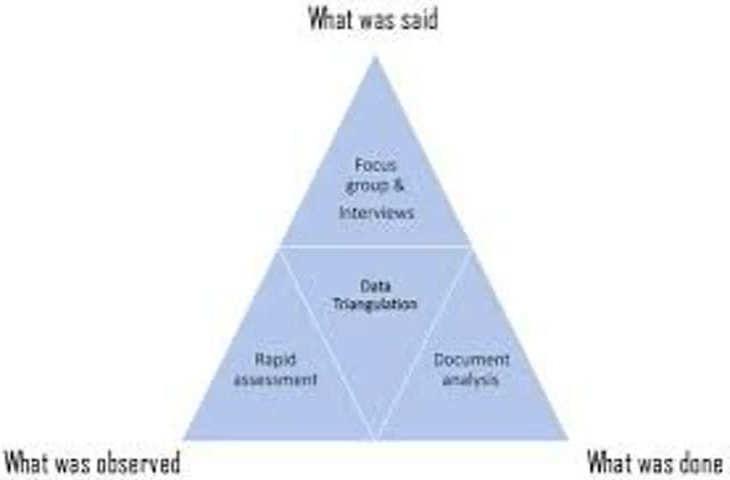 What was said
Focus
group &
Interviews
Data
Triangulation
Rapid
assessment
Document
analysis
What was observed
What was done